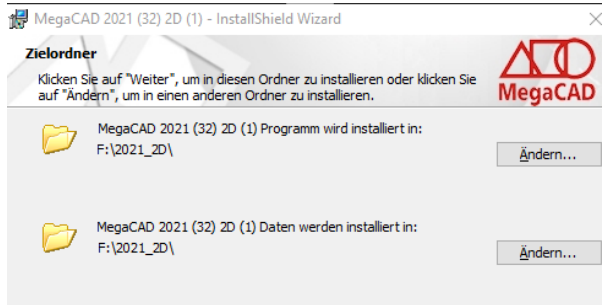 MegaCAD 2021 (32) 2D (1) - InstallShield Wizard
Zielordner
Klicken Sie auf "Weiter", um in diesen Ordner zu installieren oder klicken Sie
auf "Ändern", um in einen anderen Ordner zu installieren.
MegaCAD
MegaCAD 2021 (32) 2D (1) Programm wird installiert in:
F:\2021_2D\
Ändern...
MegaCAD 2021 (32) 2D (1) Daten werden installiert in:
F:\2021_2D\
Ändern...